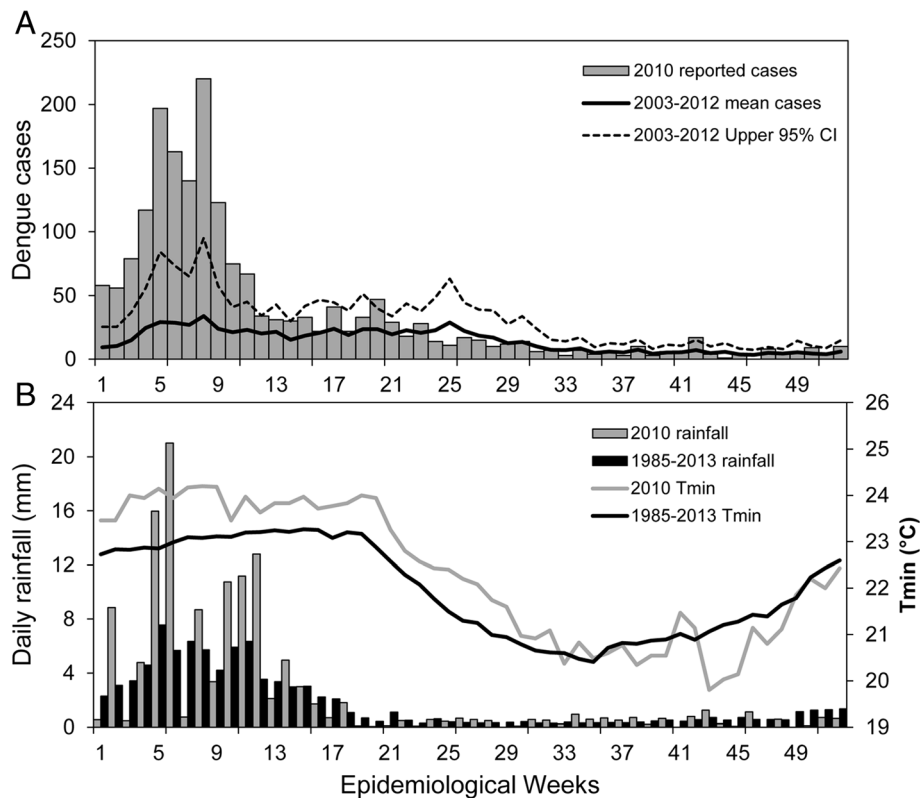 A
250
200
150
100
50
0
Dengue cases
2010 reported cases
2003-2012 mean cases
2003-2012 Upper 95% CI
1 5 9 13 17 21 25 29 33 37 41 45 49
B
24
20
16
12
8
4
0
Daily rainfall (mm)
2010 rainfall
1985-2013 rainfall
2010 Tmin
1985-2013 Tmin
26
25
24
23
22
21
20
19
Tmin (°C)
1 5 9 13 17 21 25 29 33 37 41 45 49
Epidemiological Weeks